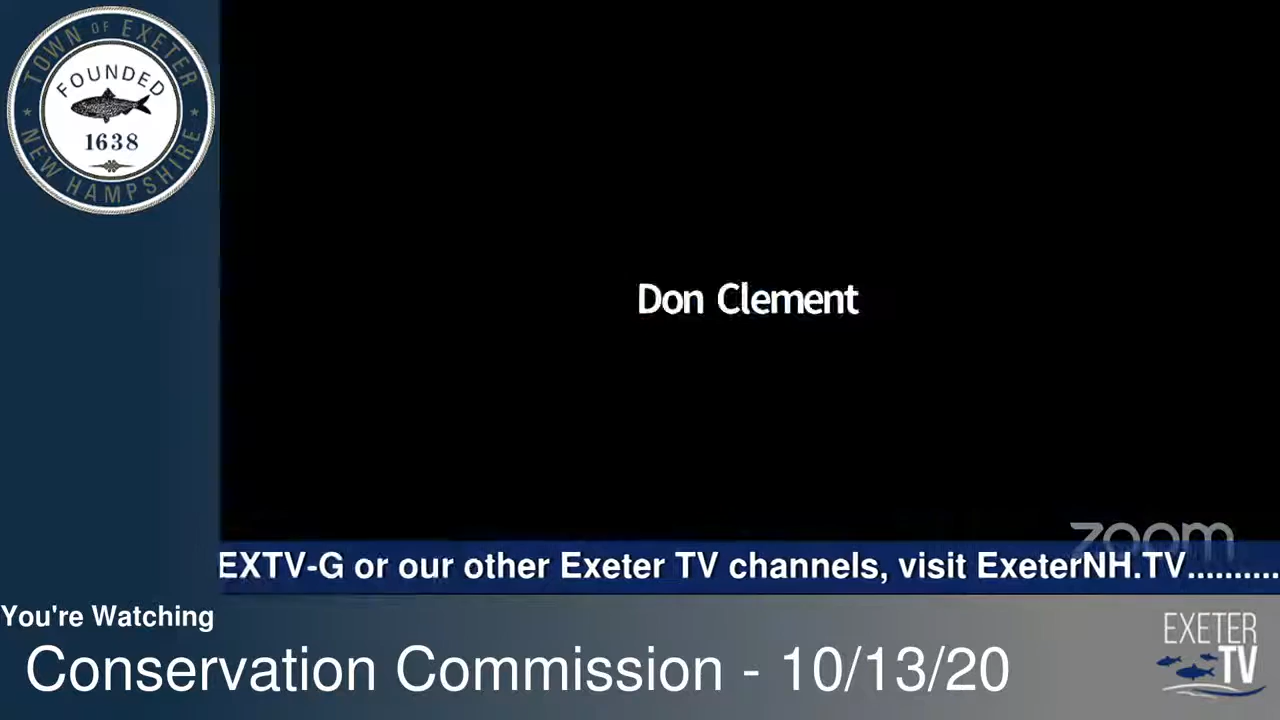 TOWN OF EXETER
FOUNDED
1638
NEW HAMPSHIRE
Don Clement
zoom
EXTV-G or our other Exeter TV channels, visit ExeterNH.TV..........
You're Watching
Conservation Commission - 10/13/20
EXETER
TV